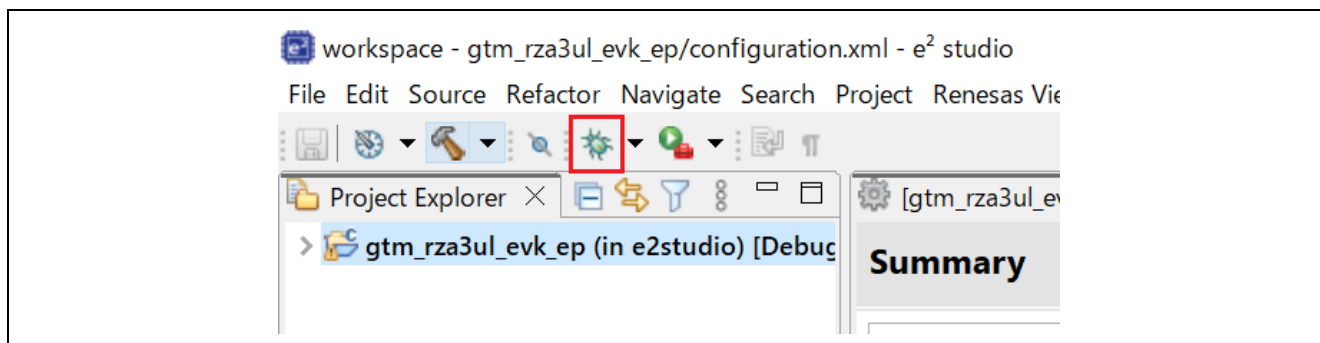 workspace - gtm_rza3ul_evk_ep/configuration.xml - e² studio
File Edit Source Refactor Navigate Search Project Renesas Vie
Project Explorer
[gtm_rza3ul_e
gtm_rza3ul_evk_ep (in e2studio) [Debug
Summary